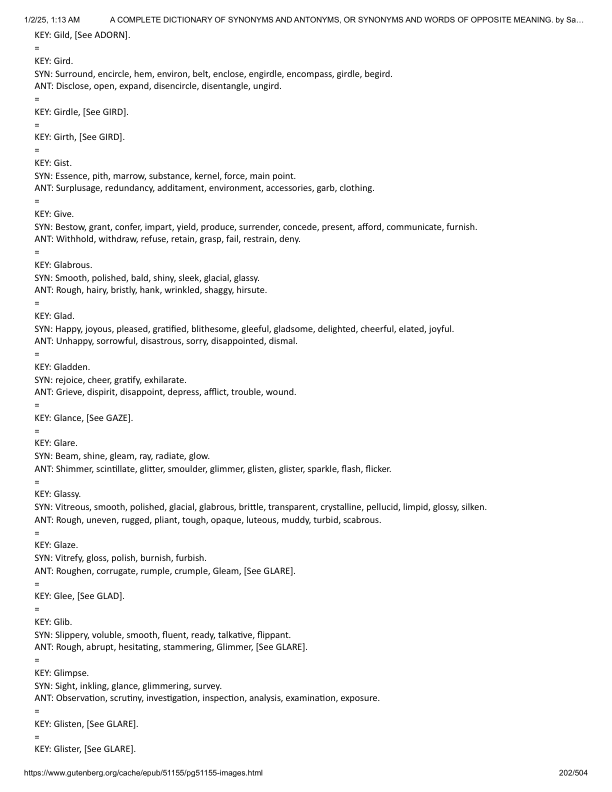 1/2/25, 1:13 AM A COMPLETE DICTIONARY OF SYNONYMS AND ANTONYMS, OR SYNONYMS AND WORDS OF OPPOSITE MEANING. by Sa…
KEY: Gild, [See ADORN].
=
KEY: Gird.
SYN: Surround, encircle, hem, environ, belt, enclose, engirdle, encompass, girdle, begird.
ANT: Disclose, open, expand, disencircle, disentangle, ungird.
=
KEY: Girdle, [See GIRD].
=
KEY: Girth, [See GIRD].
=
KEY: Gist.
SYN: Essence, pith, marrow, substance, kernel, force, main point.
ANT: Surplusage, redundancy, additament, environment, accessories, garb, clothing.
=
KEY: Give.
SYN: Bestow, grant, confer, impart, yield, produce, surrender, concede, present, afford, communicate, furnish.
ANT: Withhold, withdraw, refuse, retain, grasp, fail, restrain, deny.
=
KEY: Glabrous.
SYN: Smooth, polished, bald, shiny, sleek, glacial, glassy.
ANT: Rough, hairy, bristly, hank, wrinkled, shaggy, hirsute.
=
KEY: Glad.
SYN: Happy, joyous, pleased, gratified, blithesome, gleeful, gladsome, delighted, cheerful, elated, joyful.
ANT: Unhappy, sorrowful, disastrous, sorry, disappointed, dismal.
=
KEY: Gladden.
SYN: rejoice, cheer, gratify, exhilarate.
ANT: Grieve, dispirit, disappoint, depress, afflict, trouble, wound.
=
KEY: Glance, [See GAZE].
=
KEY: Glare.
SYN: Beam, shine, gleam, ray, radiate, glow.
ANT: Shimmer, scintillate, glitter, smoulder, glimmer, glisten, glister, sparkle, flash, flicker.
=
KEY: Glassy.
SYN: Vitreous, smooth, polished, glacial, glabrous, brittle, transparent, crystalline, pellucid, limpid, glossy, silken.
ANT: Rough, uneven, rugged, pliant, tough, opaque, luteous, muddy, turbid, scabrous.
=
KEY: Glaze.
SYN: Vitrefy, gloss, polish, burnish, furbish.
ANT: Roughen, corrugate, rumple, crumple, Gleam, [See GLARE].
=
KEY: Glee, [See GLAD].
=
KEY: Glib.
SYN: Slippery, voluble, smooth, fluent, ready, talkative, flippant.
ANT: Rough, abrupt, hesitating, stammering, Glimmer, [See GLARE].
=
KEY: Glimpse.
SYN: Sight, inkling, glance, glimmering, survey.
ANT: Observation, scrutiny, investigation, inspection, analysis, examination, exposure.
=
KEY: Glisten, [See GLARE].
=
KEY: Glister, [See GLARE].
https://www.gutenberg.org/cache/epub/51155/pg51155-images.html 202/504